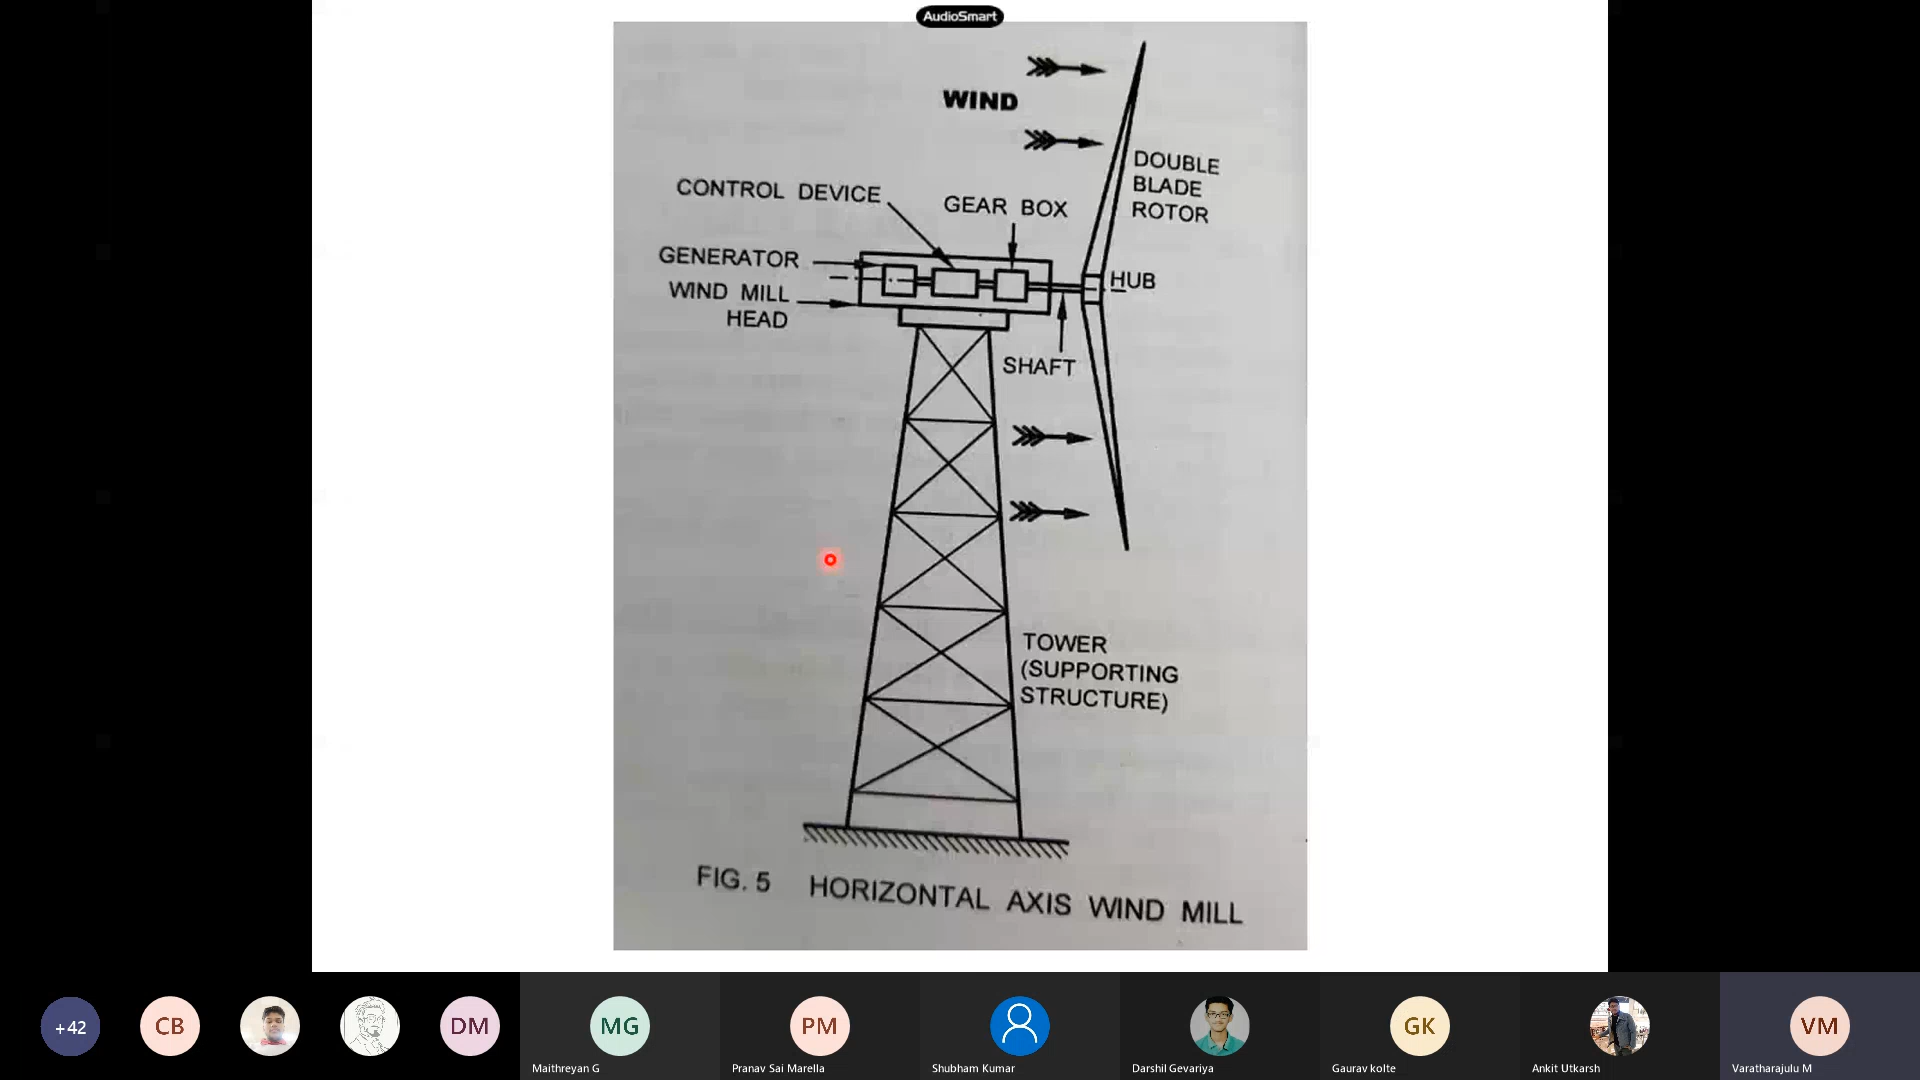 AudioSmart
WIND
DOUBLE
BLADE
ROTOR
CONTROL DEVICE
GEAR BOX
GENERATOR
HUB
WIND MILL
HEAD
SHAFT
TOWER
(SUPPORTING
STRUCTURE)
FIG. 5 HORIZONTAL AXIS WIND MILL
+42
CB
DM
MG
PM
GK
VM
Maithreyan G
Pranav Sai Marella
Shubham Kumar
Darshil Gevariya
Gaurav kolte
Ankit Utkarsh
Varatharajulu M